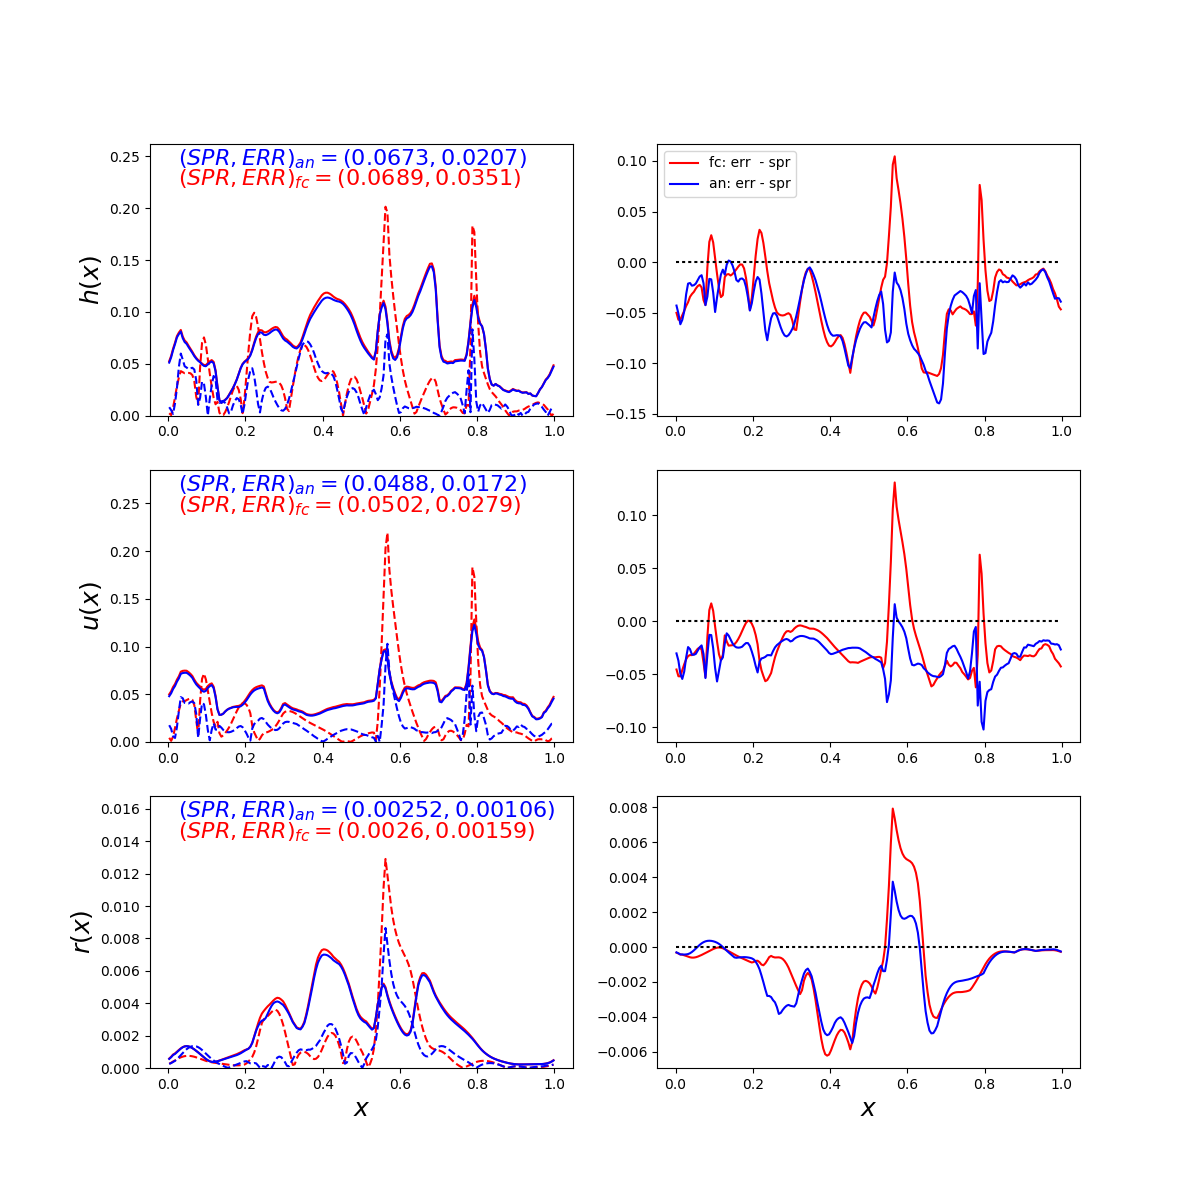 (SPR, ERR)an = (0.0673, 0.0207)
(SPR, ERR)fc = (0.0689, 0.0351)
h(x)
0.25
0.20
0.15
0.10
0.05
0.00
0.0 0.2 0.4 0.6 0.8 1.0
fc: err  - spr
an: err - spr
0.10
0.05
0.00
−0.05
−0.10
−0.15
0.0 0.2 0.4 0.6 0.8 1.0
(SPR, ERR)an = (0.0488, 0.0172)
(SPR, ERR)fc = (0.0502, 0.0279)
u(x)
0.25
0.20
0.15
0.10
0.05
0.00
0.0 0.2 0.4 0.6 0.8 1.0
0.10
0.05
0.00
−0.05
−0.10
0.0 0.2 0.4 0.6 0.8 1.0
(SPR, ERR)an = (0.00252, 0.00106)
(SPR, ERR)fc = (0.0026, 0.00159)
r(x)
0.016
0.014
0.012
0.010
0.008
0.006
0.004
0.002
0.000
0.0 0.2 0.4 0.6 0.8 1.0
x
0.008
0.006
0.004
0.002
0.000
−0.002
−0.004
−0.006
0.0 0.2 0.4 0.6 0.8 1.0
x